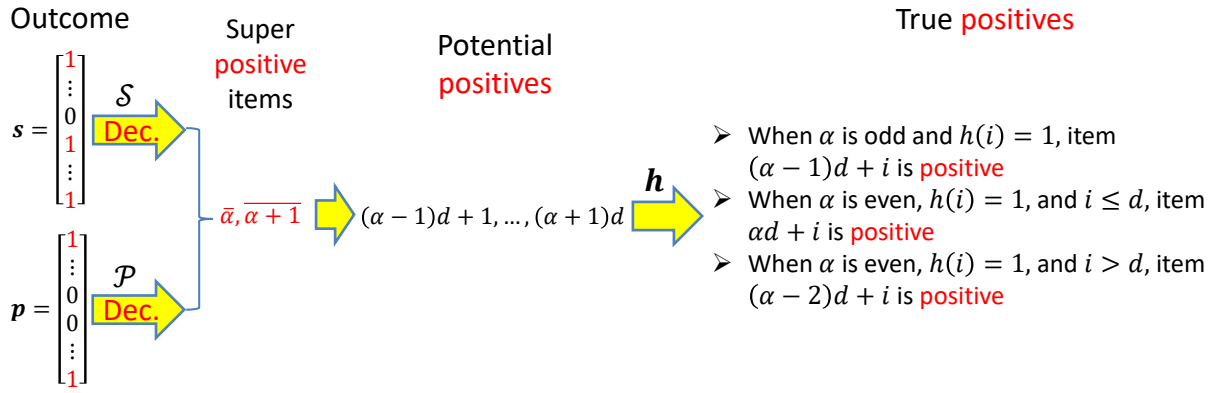 Outcome
𝒔 =
1
⋮
0
1
⋮
1
𝒮
Dec.
𝒑 =
1
⋮
0
0
⋮
1
𝒫
Dec.
Super
positive
items
ᾱ, α + 1̅
Potential
positives
(α − 1)d + 1, … , (α + 1)d
𝒉
True positives
➢ When α is odd and h(i) = 1, item
(α − 1)d + i is positive
➢ When α is even, h(i) = 1, and i ≤ d, item
αd + i is positive
➢ When α is even, h(i) = 1, and i > d, item
(α − 2)d + i is positive